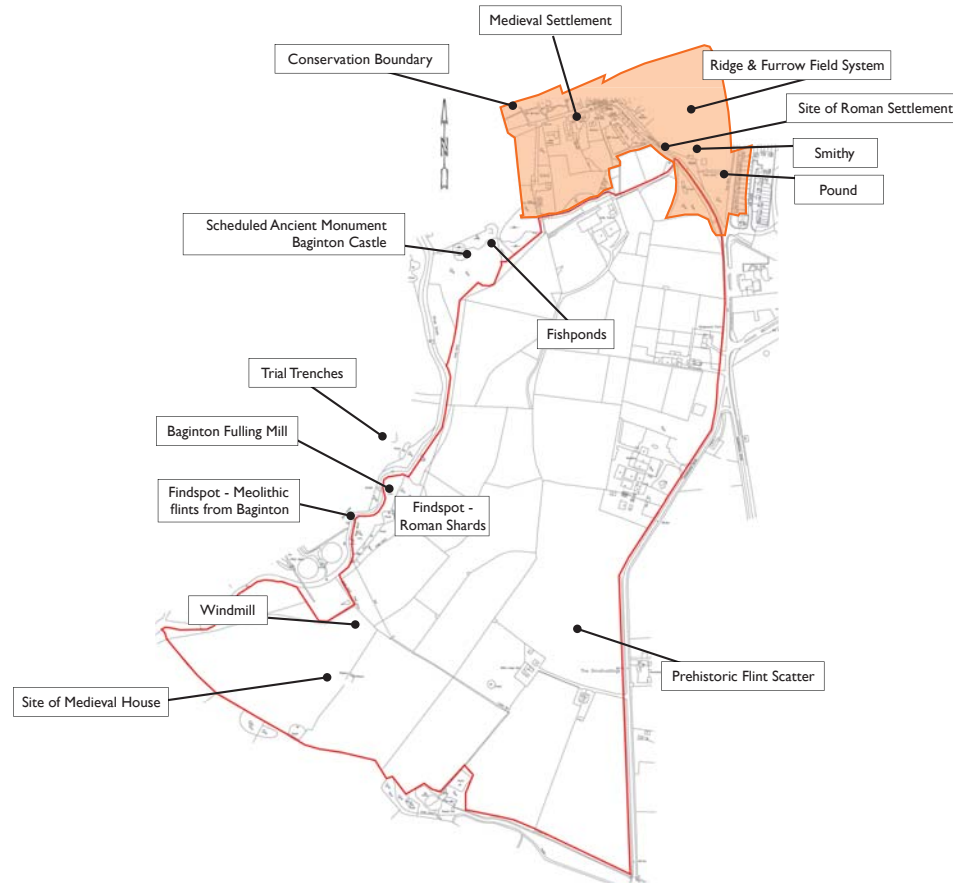 Medieval Settlement
Conservation Boundary
Ridge & Furrow Field System
Site of Roman Settlement
Smithy
Pound
Scheduled Ancient Monument
Baginton Castle
Fishponds
Trial Trenches
Baginton Fulling Mill
Findspot - Meolithic
flints from Baginton
Findspot -
Roman Shards
Windmill
Prehistoric Flint Scatter
Site of Medieval House
N